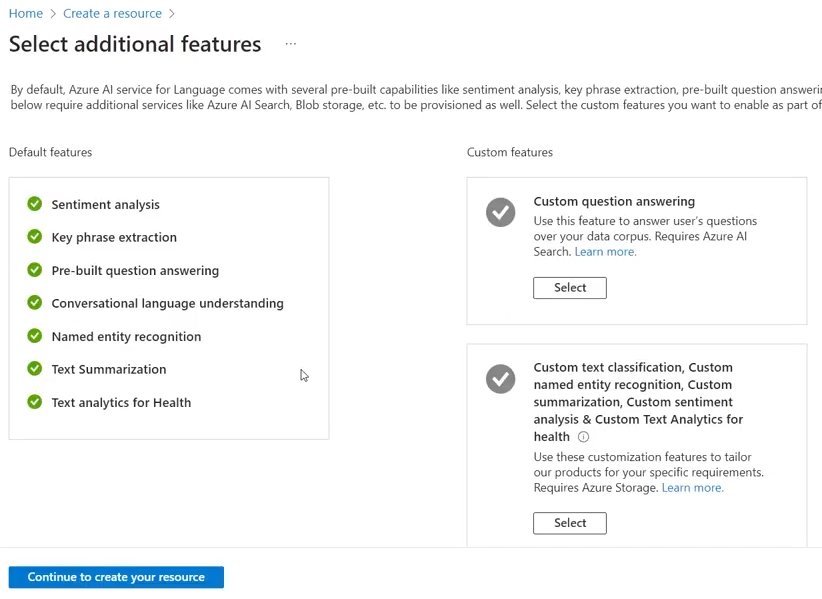 Home > Create a resource >
Select additional features ...
By default, Azure AI service for Language comes with several pre-built capabilities like sentiment analysis, key phrase extraction, pre-built question
below require additional services like Azure AI Search, Blob storage, etc. to be provisioned as well. Select the custom features you want to enable as part of
Default features
Sentiment analysis
Key phrase extraction
Pre-built question answering
Conversational language understanding
Named entity recognition
Text Summarization
Text analytics for Health
Custom features
Custom question answering
Use this feature to answer user's questions
over your data corpus. Requires Azure AI
Search. Learn more.
Select
Custom text classification, Custom
named entity recognition, Custom
summarization, Custom sentiment
analysis & Custom Text Analytics for
health
Use these customization features to tailor
our products for your specific requirements.
Requires Azure Storage. Learn more.
Select
Continue to create your resource